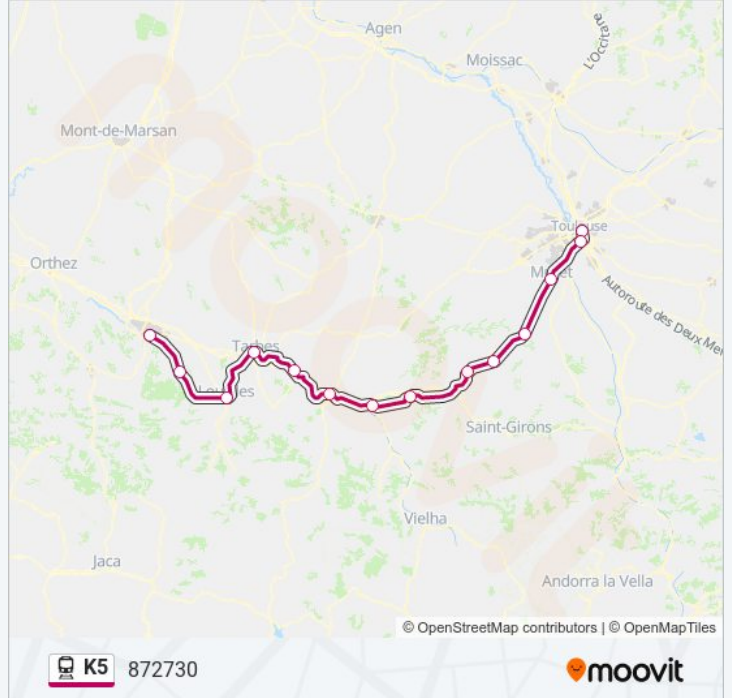 Agen
L'Occitane
Moissac
Mont-de-Marsan
Toulouse
Orthez
Muret
Autoroute des Deux Mer
Tarbes
Lourdes
Saint-Girons
Vielha
Jaca
Andorra la Vella
© OpenStreetMap contributors | © OpenMapTiles
K5 872730
moovit